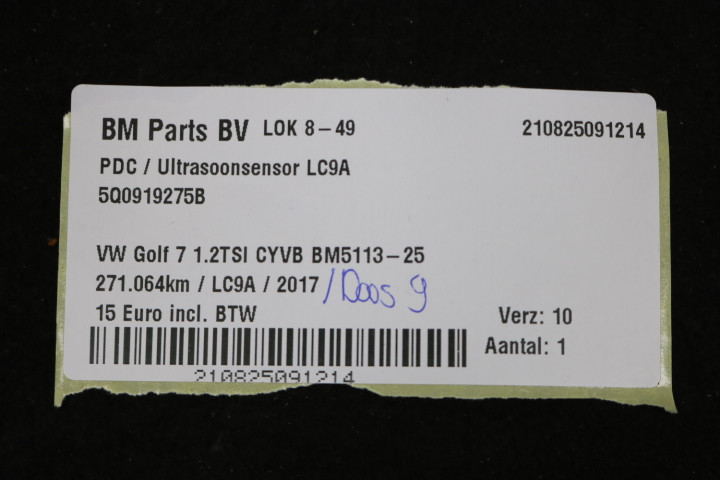 BM Parts BV LOK 8-49 210825091214
PDC / Ultrasoonsensor LC9A
5Q0919275B
VW Golf 7 1.2TSI CYVB BM5113-25
271.064km / LC9A / 2017 /Doos 9
15 Euro incl. BTW Verz: 10
Aantal: 1
210825091214